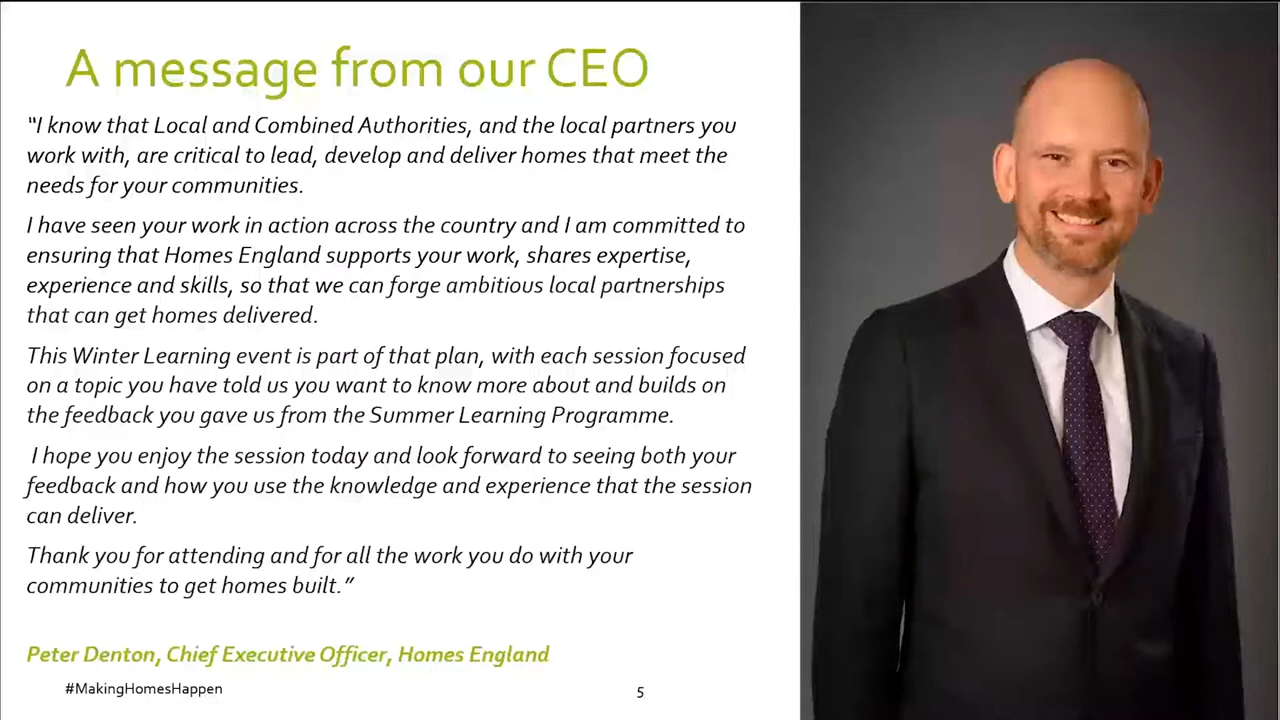 A message from our CEO
“I know that Local and Combined Authorities, and the local partners you
work with, are critical to lead, develop and deliver homes that meet the
needs for your communities.
I have seen your work in action across the country and I am committed to
ensuring that Homes England supports your work, shares expertise,
experience and skills, so that we can forge ambitious local partnerships
that can get homes delivered.
This Winter Learning event is part of that plan, with each session focused
on a topic you have told us you want to know more about and builds on
the feedback you gave us from the Summer Learning Programme.
I hope you enjoy the session today and look forward to seeing both your
feedback and how you use the knowledge and experience that the session
can deliver.
Thank you for attending and for all the work you do with your
communities to get homes built.”
Peter Denton, Chief Executive Officer, Homes England
#MakingHomesHappen
5